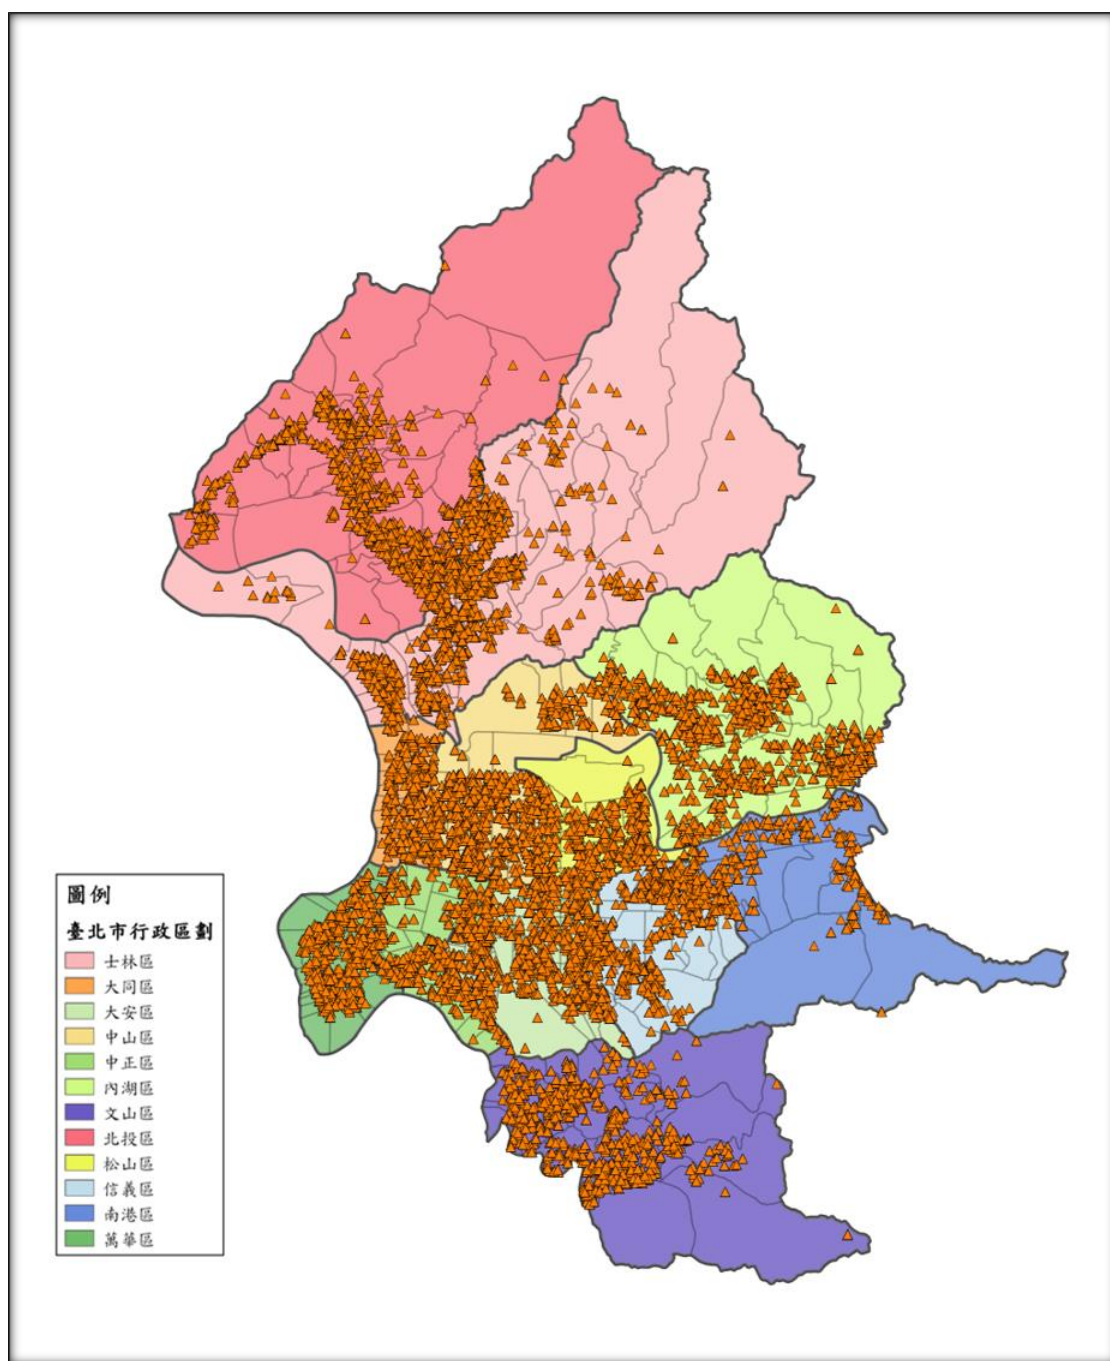 圖例
臺北市行政區劃
士林區
大同區
大安區
中山區
中正區
內湖區
文山區
北投區
松山區
信義區
南港區
萬華區